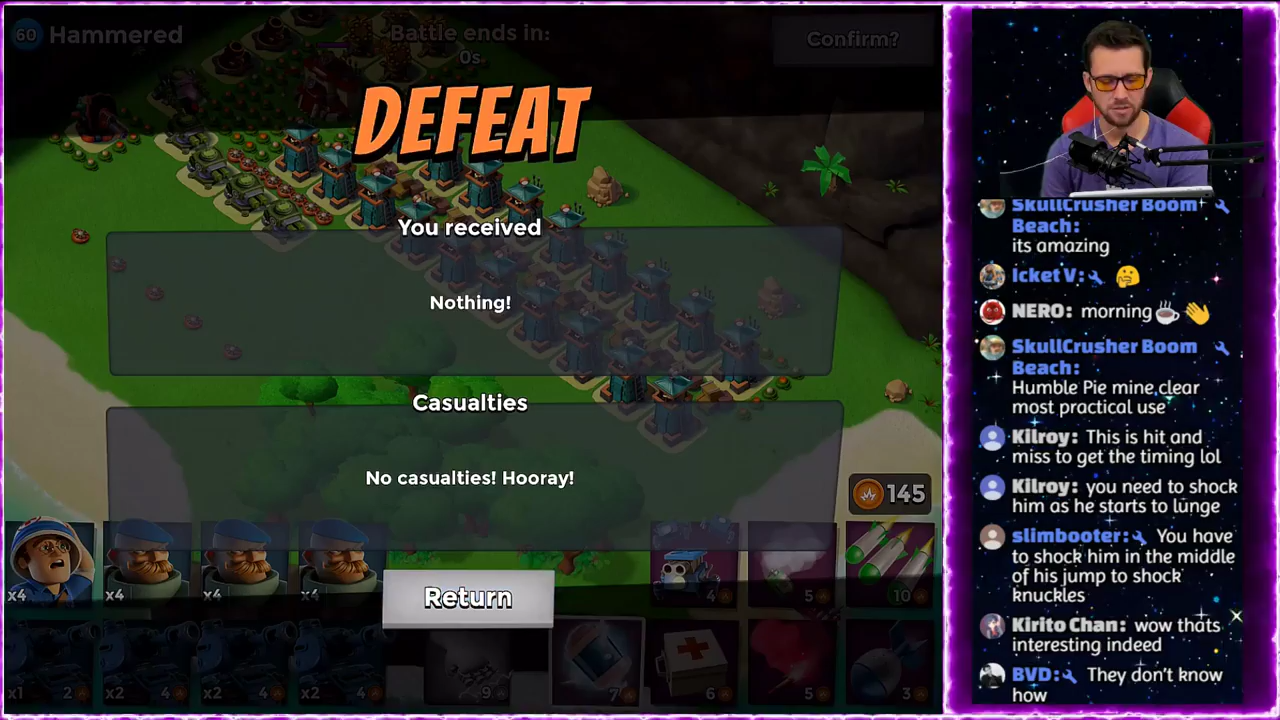 60 Hammered
Battle ends in:
0s
Confirm?
DEFEAT
You received
Nothing!
Casualties
No casualties! Hooray!
145
x4
x4
x4
x4
4
5
10
Return
x1 2
x2 4
x2 4
x2 4
9
7
6
5
3
SkullCrusher Boom
Beach:
its amazing
Icket V:
NERO: morning
SkullCrusher Boom
Beach:
Humble Pie mine clear
most practical use
Kilroy: This is hit and
miss to get the timing lol
Kilroy: you need to shock
him as he starts to lunge
slimbooter: You have
to shock him in the middle
of his jump to shock
knuckles
Kirito Chan: wow thats
interesting indeed
BVD: They don't know
how